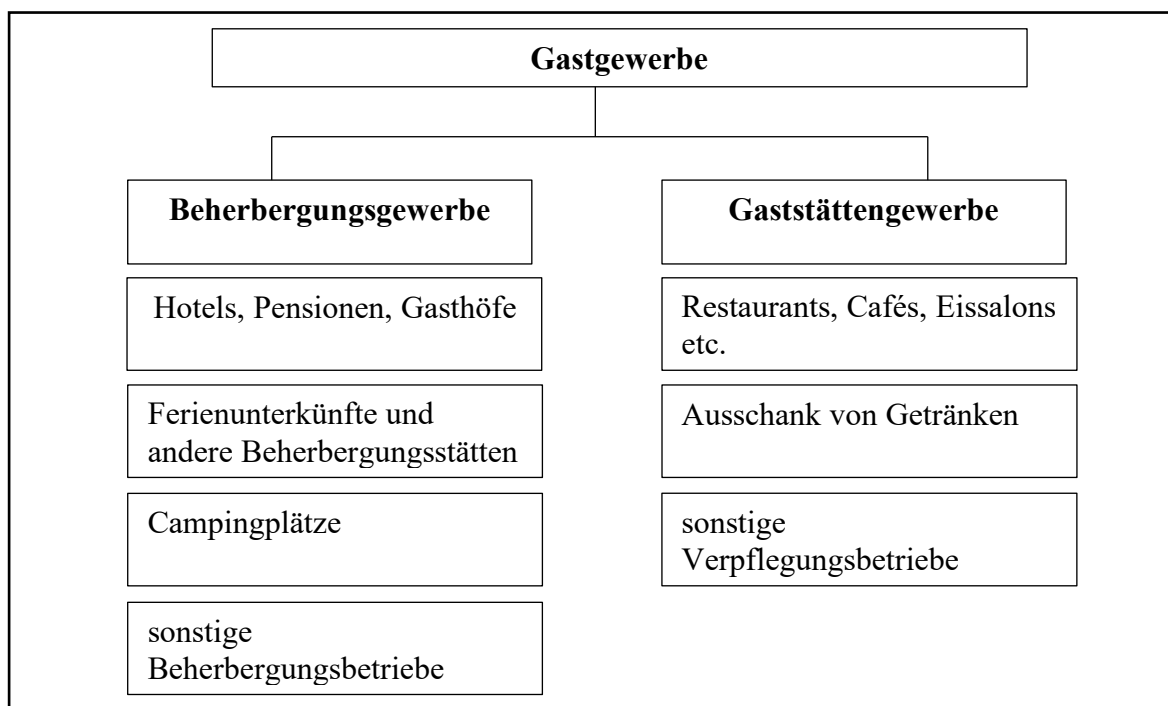 Gastgewerbe
Beherbergungsgewerbe
Hotels, Pensionen, Gasthöfe
Ferienunterkünfte und
andere Beherbergungsstätten
Campingplätze
sonstige
Beherbergungsbetriebe
Gaststättengewerbe
Restaurants, Cafés, Eissalons
etc.
Ausschank von Getränken
sonstige
Verpflegungsbetriebe